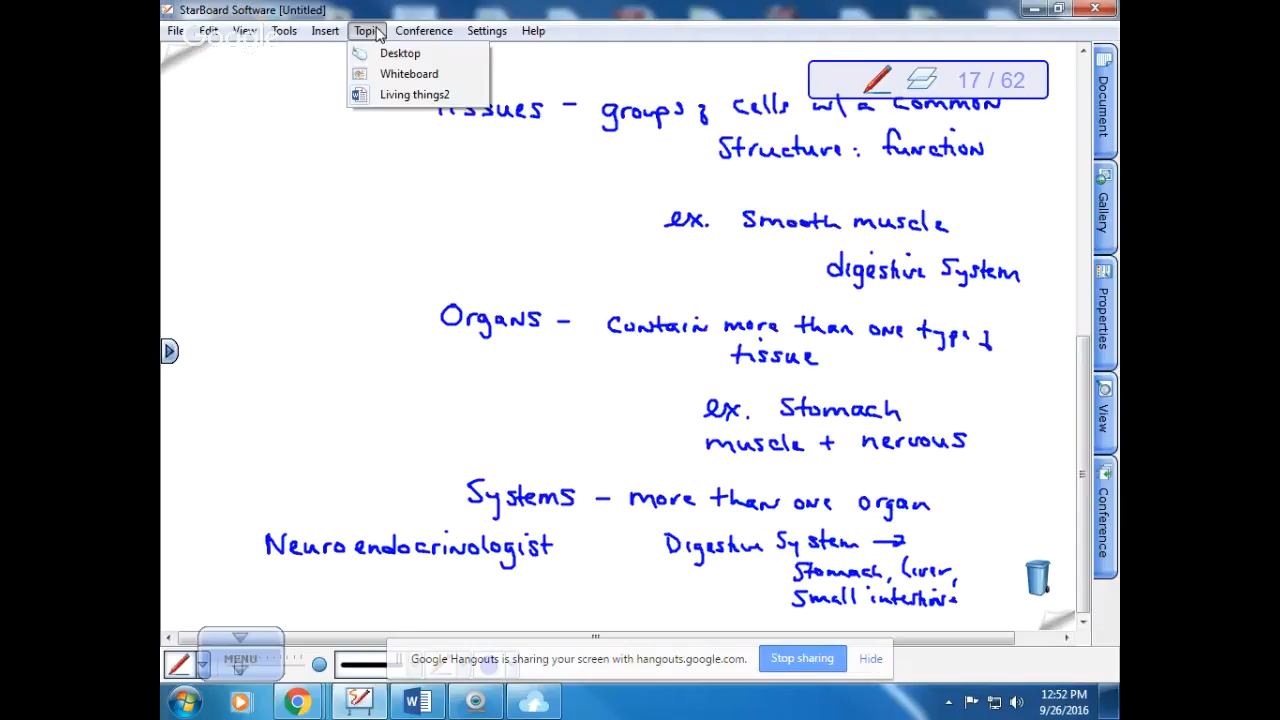 StarBoard Software [Untitled]
File Edit View Tools Insert Topic Conference Settings Help
Google
Desktop
Whiteboard
Living things2
17 / 62
Tissues - groups of cells w/ a common
Structure : function
ex. Smooth muscle
digestive System
Organs - Contain more than one type of
tissue
ex. Stomach
muscle + nervous
Systems - more than one organ
Neuroendocrinologist
Digestive System →
Stomach, liver,
Small intestine
Document
Gallery
Properties
View
Conference
MENU
Google Hangouts is sharing your screen with hangouts.google.com.
Stop sharing
Hide
12:52 PM
9/26/2016